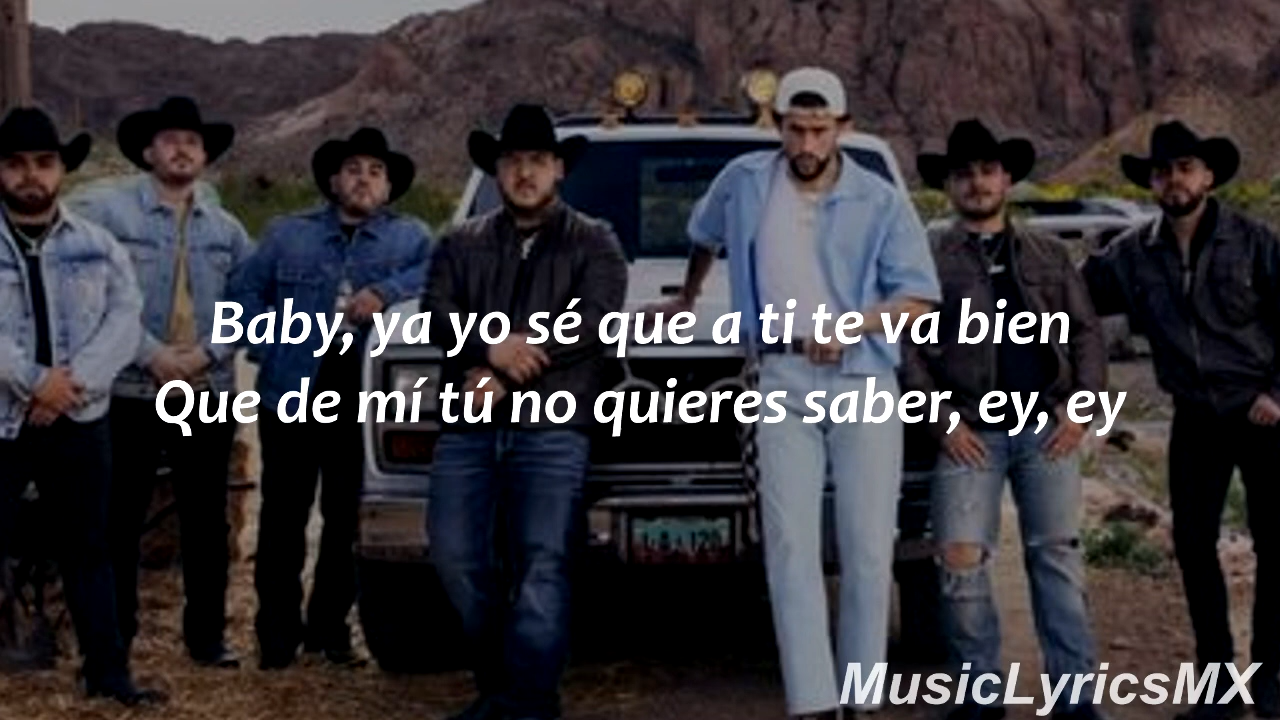 Baby, ya yo sé que a ti te va bien
Que de mí tú no quieres saber, ey, ey
MusicLyricsMX